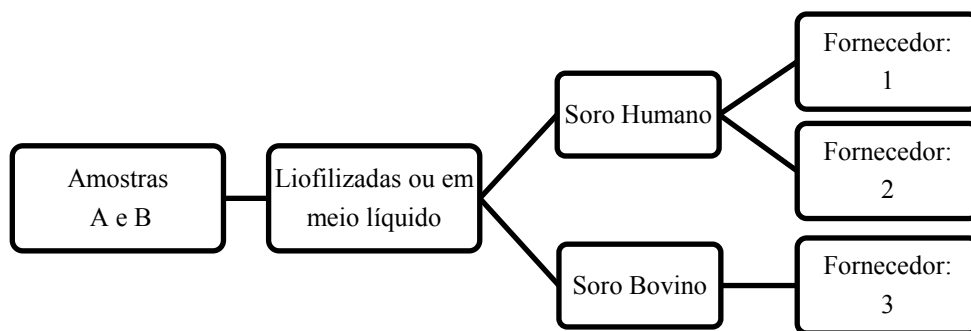 Amostras
A e B
Liofilizadas ou em
meio líquido
Soro Humano
Fornecedor:
1
Fornecedor:
2
Soro Bovino
Fornecedor:
3